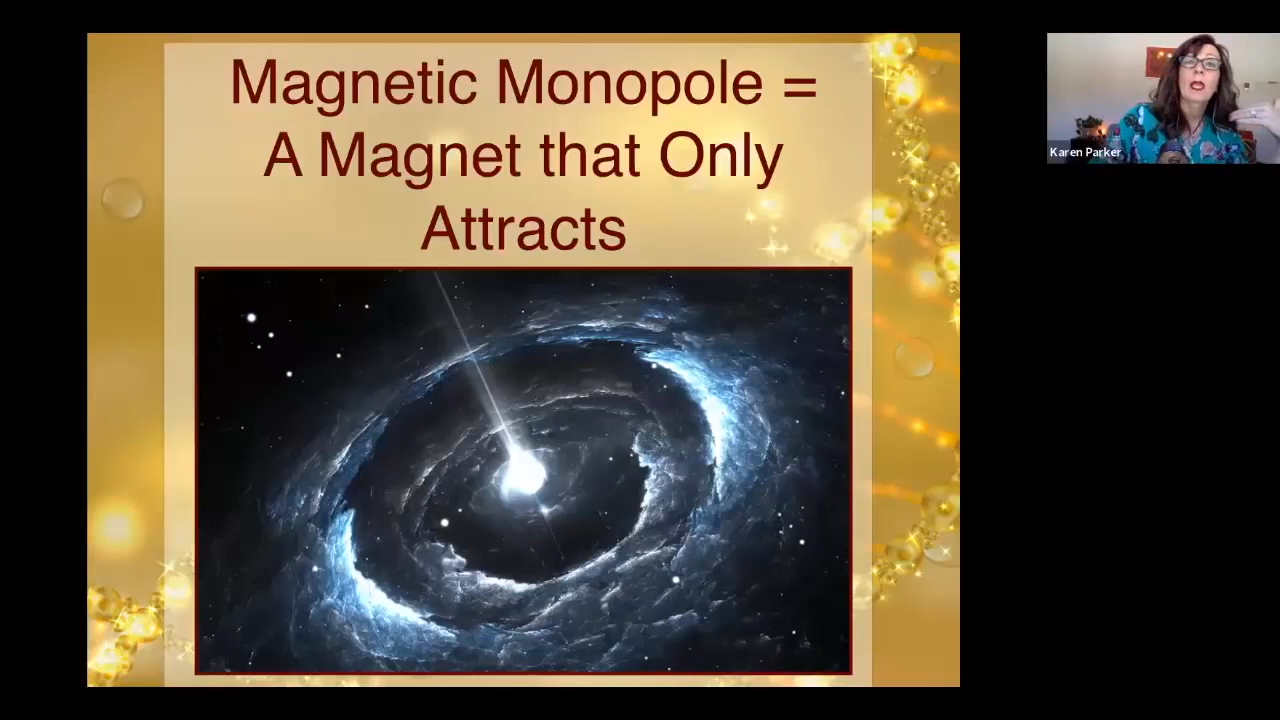 Magnetic Monopole =
A Magnet that Only
Attracts
Karen Parker